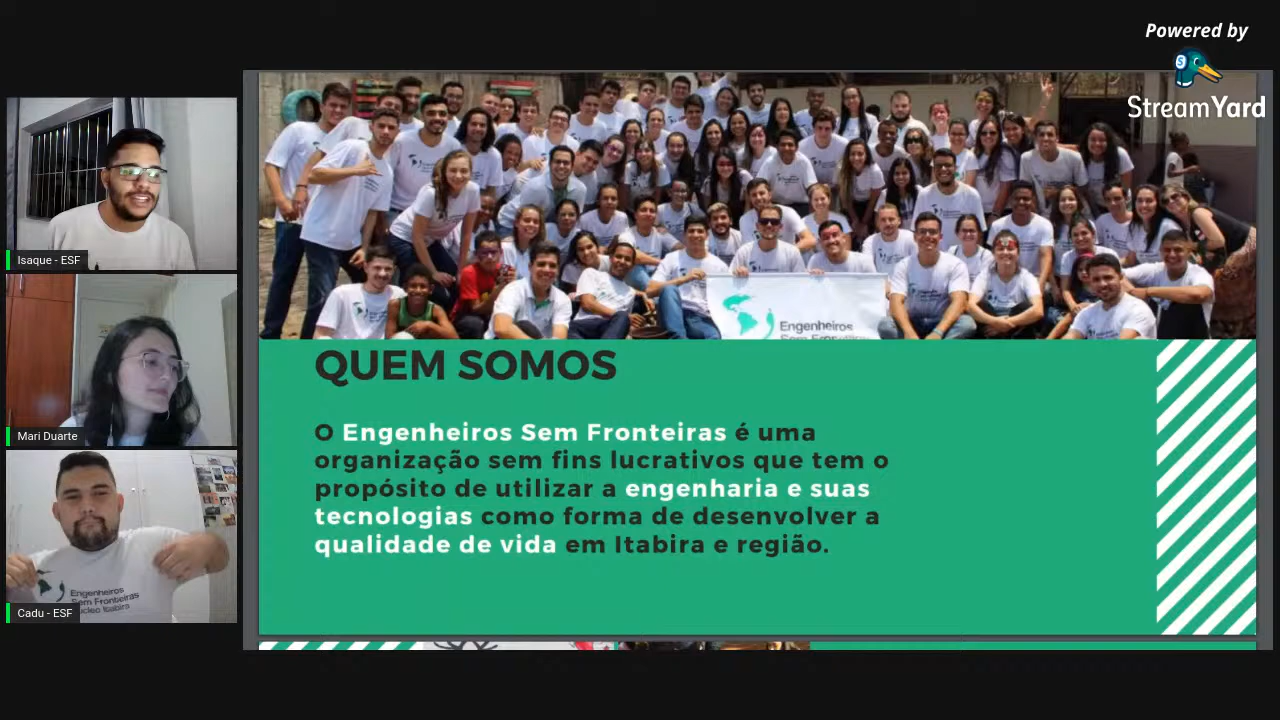 Powered by
StreamYard
Isaque - ESF
Mari Duarte
Engenheiros
Sem Fronteiras
Núcleo Itabira
Cadu - ESF
Engenheiros
QUEM SOMOS
O Engenheiros Sem Fronteiras é uma
organização sem fins lucrativos que tem o
propósito de utilizar a engenharia e suas
tecnologias como forma de desenvolver a
qualidade de vida em Itabira e região.